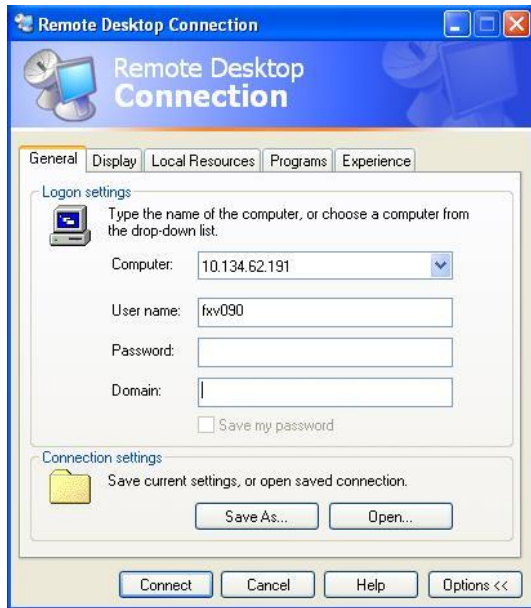 Remote Desktop Connection
Remote Desktop
Connection
General Display Local Resources Programs Experience
Logon settings
Type the name of the computer, or choose a computer from
the drop-down list.
Computer: 10.134.62.191
User name: fxv090
Password:
Domain:
Save my password
Connection settings
Save current settings, or open saved connection.
Save As... Open...
Connect Cancel Help Options <<